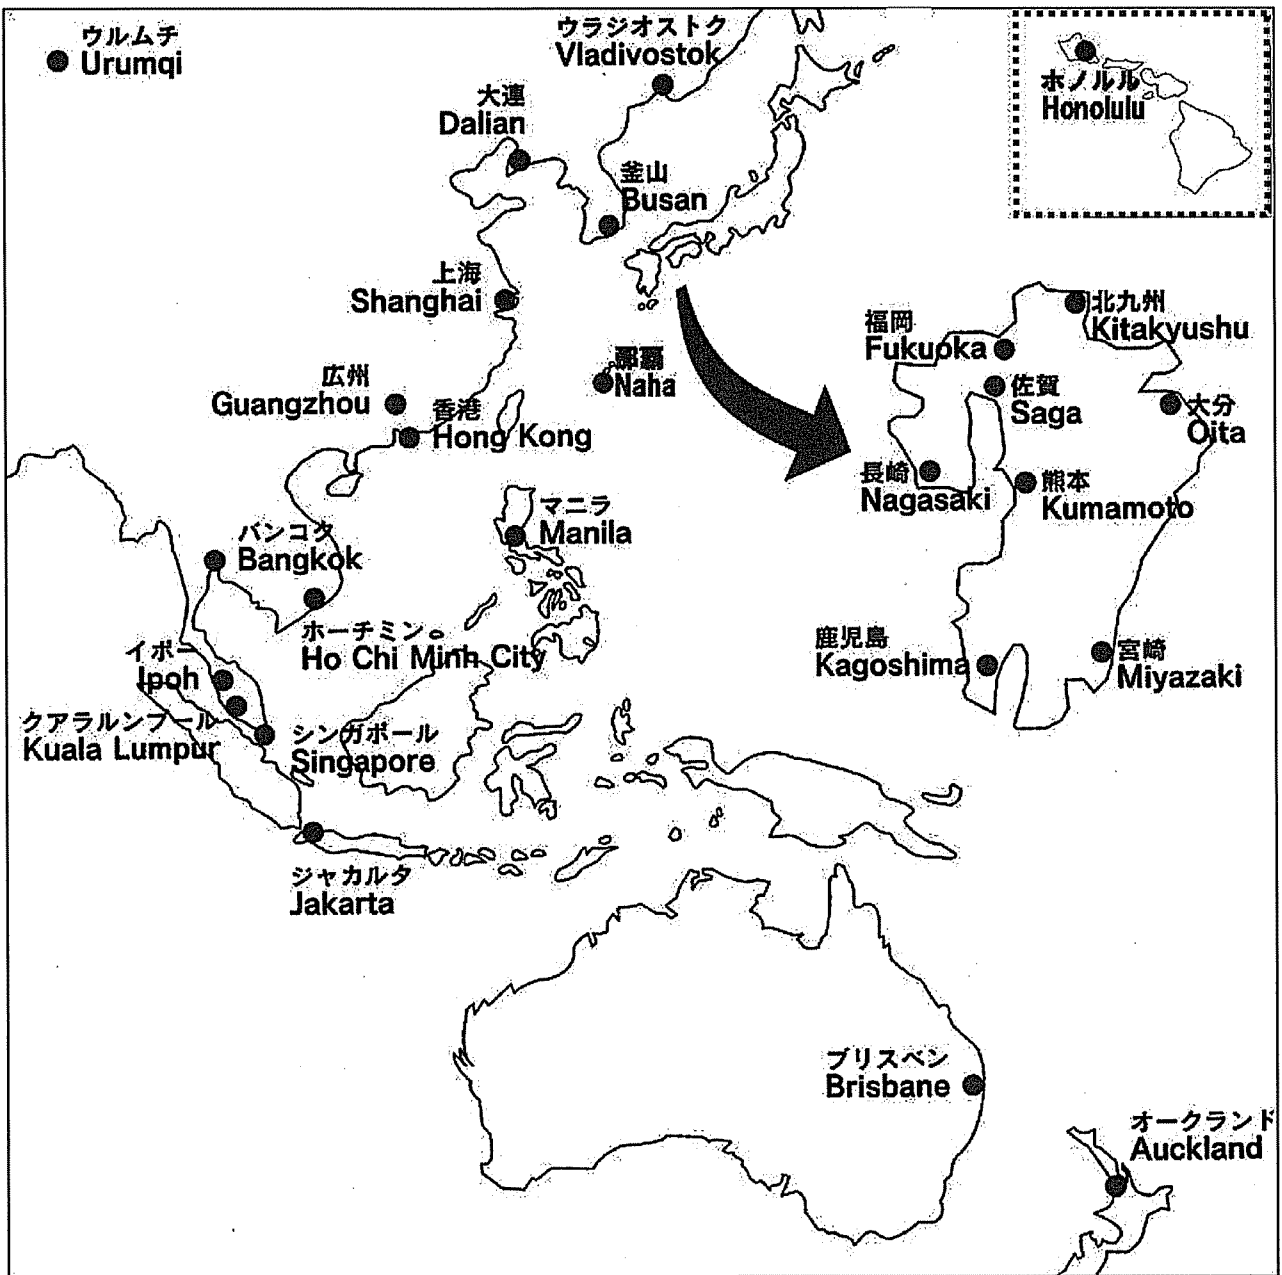 ウルムチ
Urumqi
ウラジオストク
Vladivostok
大連
Dalian
釜山
Busan
ホノルル
Honolulu
上海
Shanghai
那覇
Naha
広州
Guangzhou
香港
Hong Kong
北九州
Kitakyushu
福岡
Fukuoka
佐賀
Saga
大分
Oita
長崎
Nagasaki
熊本
Kumamoto
マニラ
Manila
バンコク
Bangkok
ホーチミン
Ho Chi Minh City
イポー
Ipoh
鹿児島
Kagoshima
宮崎
Miyazaki
クアラルンプール
Kuala Lumpur
シンガポール
Singapore
ジャカルタ
Jakarta
ブリスベン
Brisbane
オークランド
Auckland